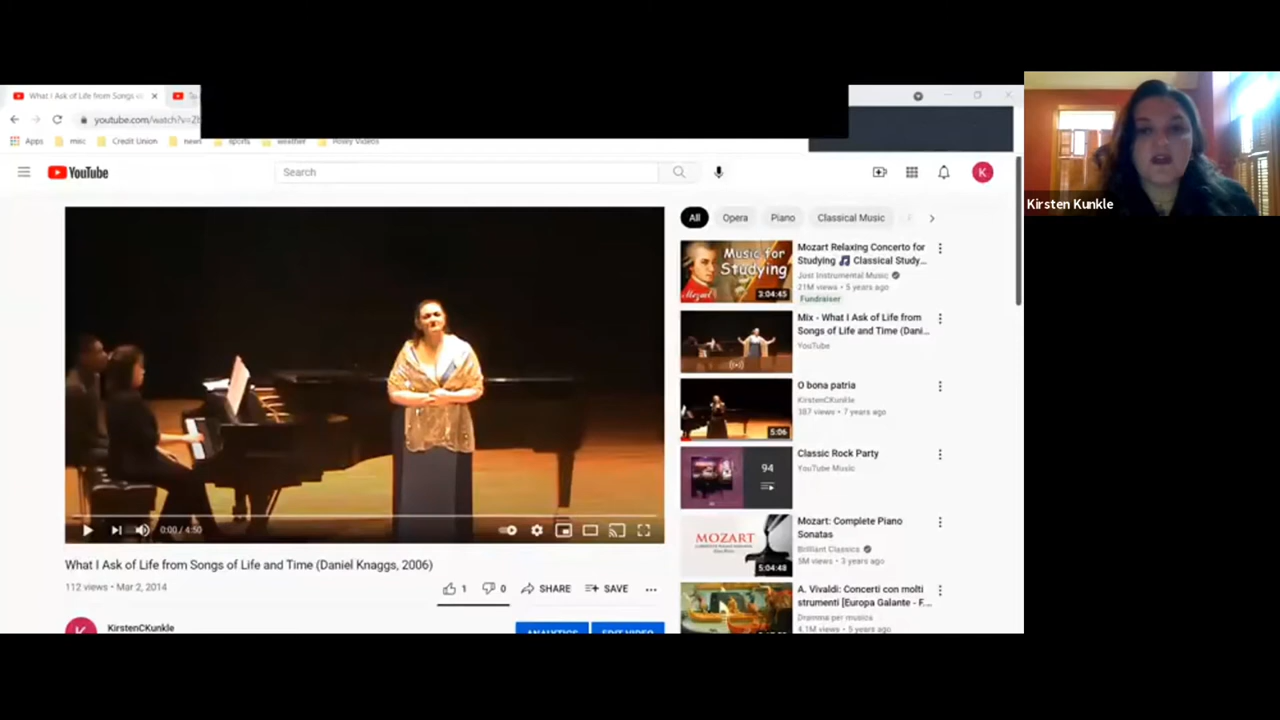 What I Ask of Life from Songs
youtube.com/watch?v=
Apps
misc
Credit Union
news
sports
weather
Posey Videos
YouTube
Search
K
All
Opera
Piano
Classical Music
Music for
Studying
Mozart
3:04:45
Mozart Relaxing Concerto for
Studying 🎵 Classical Study...
Just Instrumental Music
21M views • 5 years ago
Fundraiser
Mix - What I Ask of Life from
Songs of Life and Time (Dani...
YouTube
5:06
O bona patria
KirstenCKunkle
387 views • 7 years ago
94
Classic Rock Party
YouTube Music
MOZART
5:04:48
Mozart: Complete Piano
Sonatas
Brilliant Classics
5M views • 3 years ago
A. Vivaldi: Concerti con molti
strumenti [Europa Galante - F....
Dramma per musica
4.1M views • 5 years ago
0:00 / 4:50
What I Ask of Life from Songs of Life and Time (Daniel Knaggs, 2006)
112 views • Mar 2, 2014
1
0
SHARE
SAVE
...
K
KirstenCKunkle
ANALYTICS
EDIT VIDEO
Kirsten Kunkle